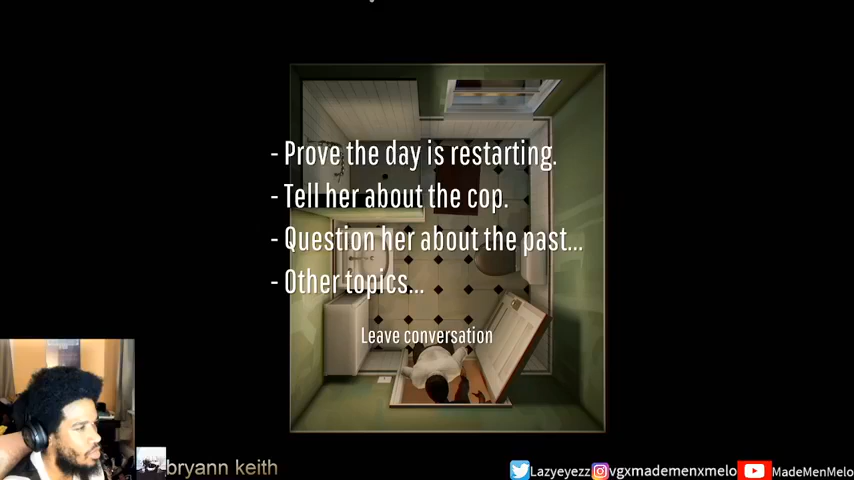 - Prove the day is restarting.
- Tell her about the cop.
- Question her about the past...
- Other topics...
Leave conversation
bryann keith
Lazyeyezz vgxmademenxmelo MadeMenMelo